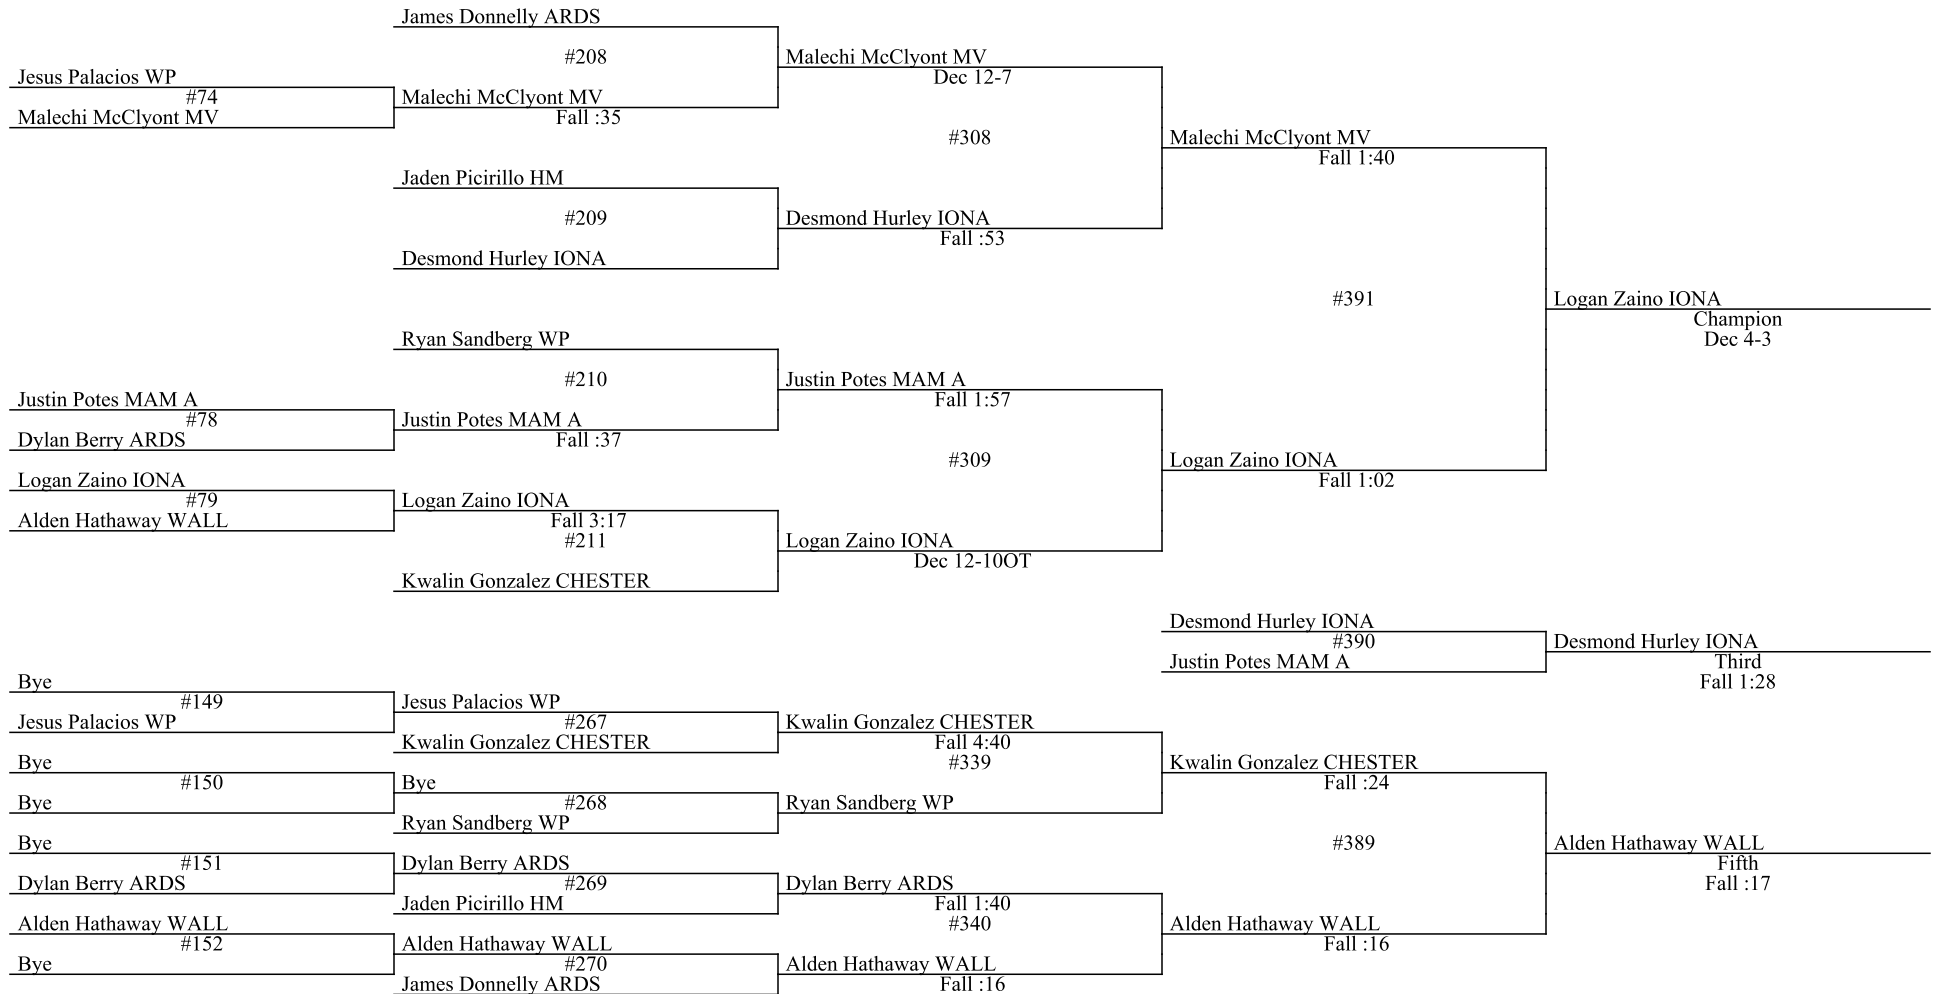 James Donnelly ARDS
#208
Malechi McClyont MV
Dec 12-7
Jesus Palacios WP
#74
Malechi McClyont MV
Malechi McClyont MV
Fall :35
#308
Malechi McClyont MV
Fall 1:40
Jaden Picirillo HM
#209
Desmond Hurley IONA
Fall :53
Desmond Hurley IONA
#391
Logan Zaino IONA
Champion
Dec 4-3
Ryan Sandberg WP
#210
Justin Potes MAM A
Fall 1:57
Justin Potes MAM A
#78
Dylan Berry ARDS
Justin Potes MAM A
Fall :37
#309
Logan Zaino IONA
Fall 1:02
Logan Zaino IONA
#79
Alden Hathaway WALL
Logan Zaino IONA
Fall 3:17
#211
Logan Zaino IONA
Dec 12-10OT
Kwalin Gonzalez CHESTER
Desmond Hurley IONA
#390
Justin Potes MAM A
Desmond Hurley IONA
Third
Fall 1:28
Bye
#149
Jesus Palacios WP
Jesus Palacios WP
#267
Kwalin Gonzalez CHESTER
Kwalin Gonzalez CHESTER
Fall 4:40
#339
Kwalin Gonzalez CHESTER
Fall :24
Bye
#150
Bye
Bye
#268
Ryan Sandberg WP
Ryan Sandberg WP
#389
Alden Hathaway WALL
Fifth
Fall :17
Bye
#151
Dylan Berry ARDS
Dylan Berry ARDS
#269
Jaden Picirillo HM
Dylan Berry ARDS
Fall 1:40
#340
Alden Hathaway WALL
Fall :16
Alden Hathaway WALL
#152
Bye
Alden Hathaway WALL
#270
James Donnelly ARDS
Alden Hathaway WALL
Fall :16